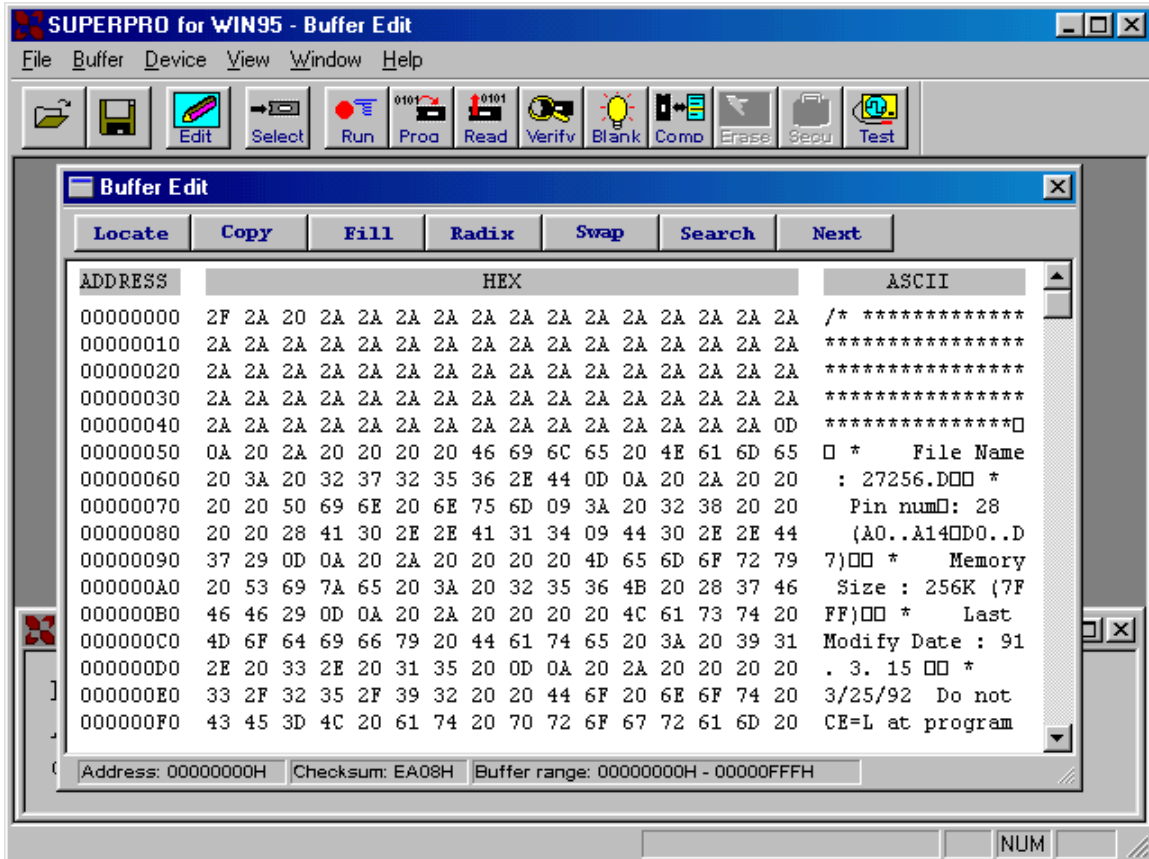 SUPERPRO for WIN95 - Buffer Edit
File Buffer Device View Window Help
Edit Select Run Prog Read Verify Blank Comp Erase Secu Test
Buffer Edit
Locate Copy Fill Radix Swap Search Next
ADDRESS HEX ASCII
00000000 2F 2A 20 2A 2A 2A 2A 2A 2A 2A 2A 2A 2A 2A 2A 2A /* *************
00000010 2A 2A 2A 2A 2A 2A 2A 2A 2A 2A 2A 2A 2A 2A 2A 2A ****************
00000020 2A 2A 2A 2A 2A 2A 2A 2A 2A 2A 2A 2A 2A 2A 2A 2A ****************
00000030 2A 2A 2A 2A 2A 2A 2A 2A 2A 2A 2A 2A 2A 2A 2A 2A ****************
00000040 2A 2A 2A 2A 2A 2A 2A 2A 2A 2A 2A 2A 2A 2A 2A 0D ***************□
00000050 0A 20 2A 20 20 20 20 46 69 6C 65 20 4E 61 6D 65 □ *    File Name
00000060 20 3A 20 32 37 32 35 36 2E 44 0D 0A 20 2A 20 20  : 27256.D□□ *
00000070 20 20 50 69 6E 20 6E 75 6D 09 3A 20 32 38 20 20   Pin num□: 28
00000080 20 20 28 41 30 2E 2E 41 31 34 09 44 30 2E 2E 44   (A0..A14□D0..D
00000090 37 29 0D 0A 20 2A 20 20 20 20 4D 65 6D 6F 72 79 7)□□ *    Memory
000000A0 20 53 69 7A 65 20 3A 20 32 35 36 4B 20 28 37 46  Size : 256K (7F
000000B0 46 46 29 0D 0A 20 2A 20 20 20 20 4C 61 73 74 20 FF)□□ *    Last
000000C0 4D 6F 64 69 66 79 20 44 61 74 65 20 3A 20 39 31 Modify Date : 91
000000D0 2E 20 33 2E 20 31 35 20 0D 0A 20 2A 20 20 20 20 . 3. 15 □□ *
000000E0 33 2F 32 35 2F 39 32 20 20 44 6F 20 6E 6F 74 20 3/25/92  Do not
000000F0 43 45 3D 4C 20 61 74 20 70 72 6F 67 72 61 6D 20 CE=L at program
Address: 00000000H Checksum: EA08H Buffer range: 00000000H - 00000FFFH
NUM